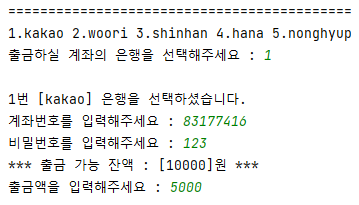 ============================================
1.kakao 2.woori 3.shinhan 4.hana 5.nonghyup
출금하실 계좌의 은행을 선택해주세요 : 1
1번 [kakao] 은행을 선택하셨습니다.
계좌번호를 입력해주세요 : 83177416
비밀번호를 입력해주세요 : 123
*** 출금 가능 잔액 : [10000]원 ***
출금액을 입력해주세요 : 5000